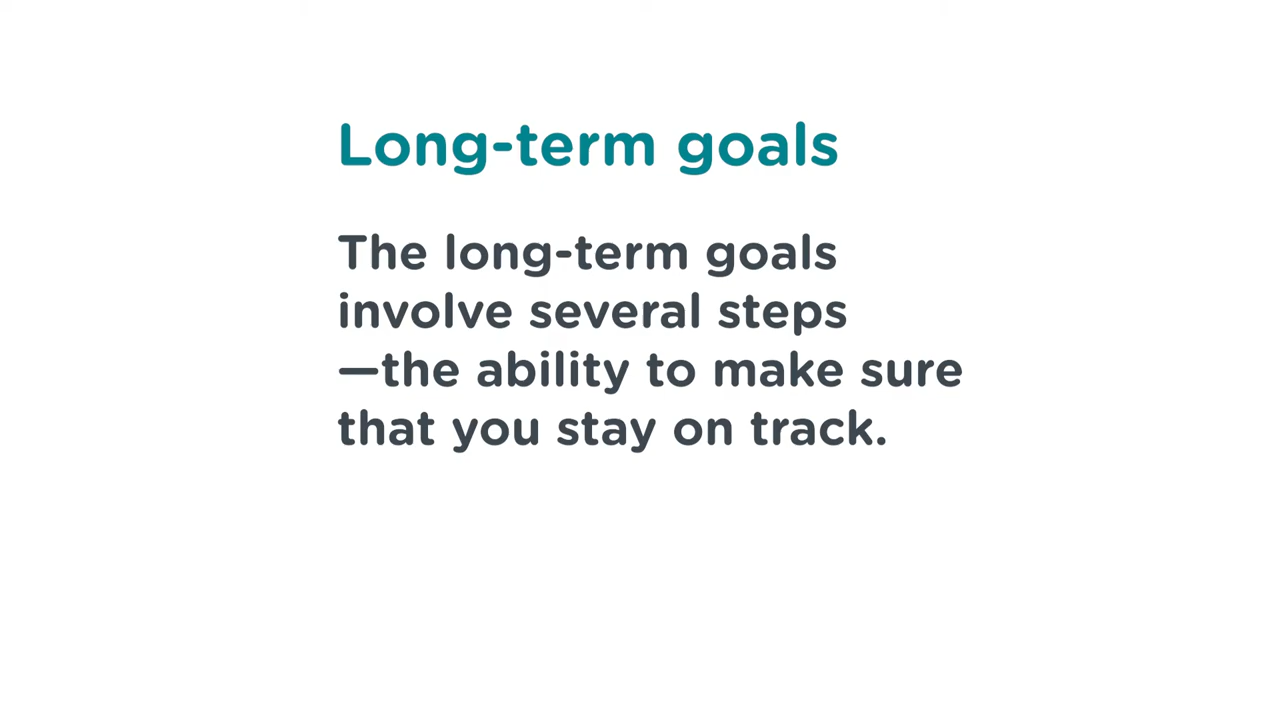 Long-term goals
The long-term goals
involve several steps
—the ability to make sure
that you stay on track.